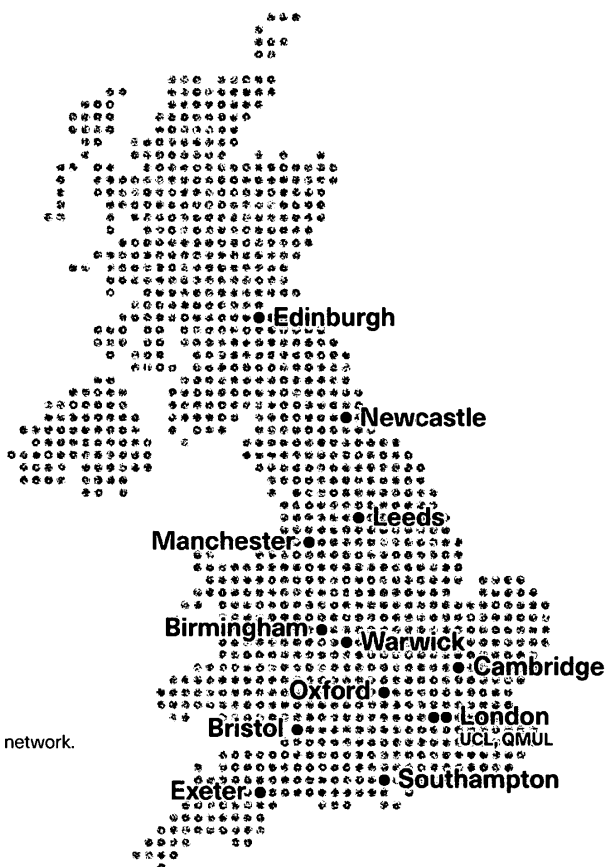 Edinburgh
Newcastle
Leeds
Manchester
Birmingham
Warwick
Cambridge
Oxford
London
UCL, QMUL
Bristol
network.
Southampton
Exeter